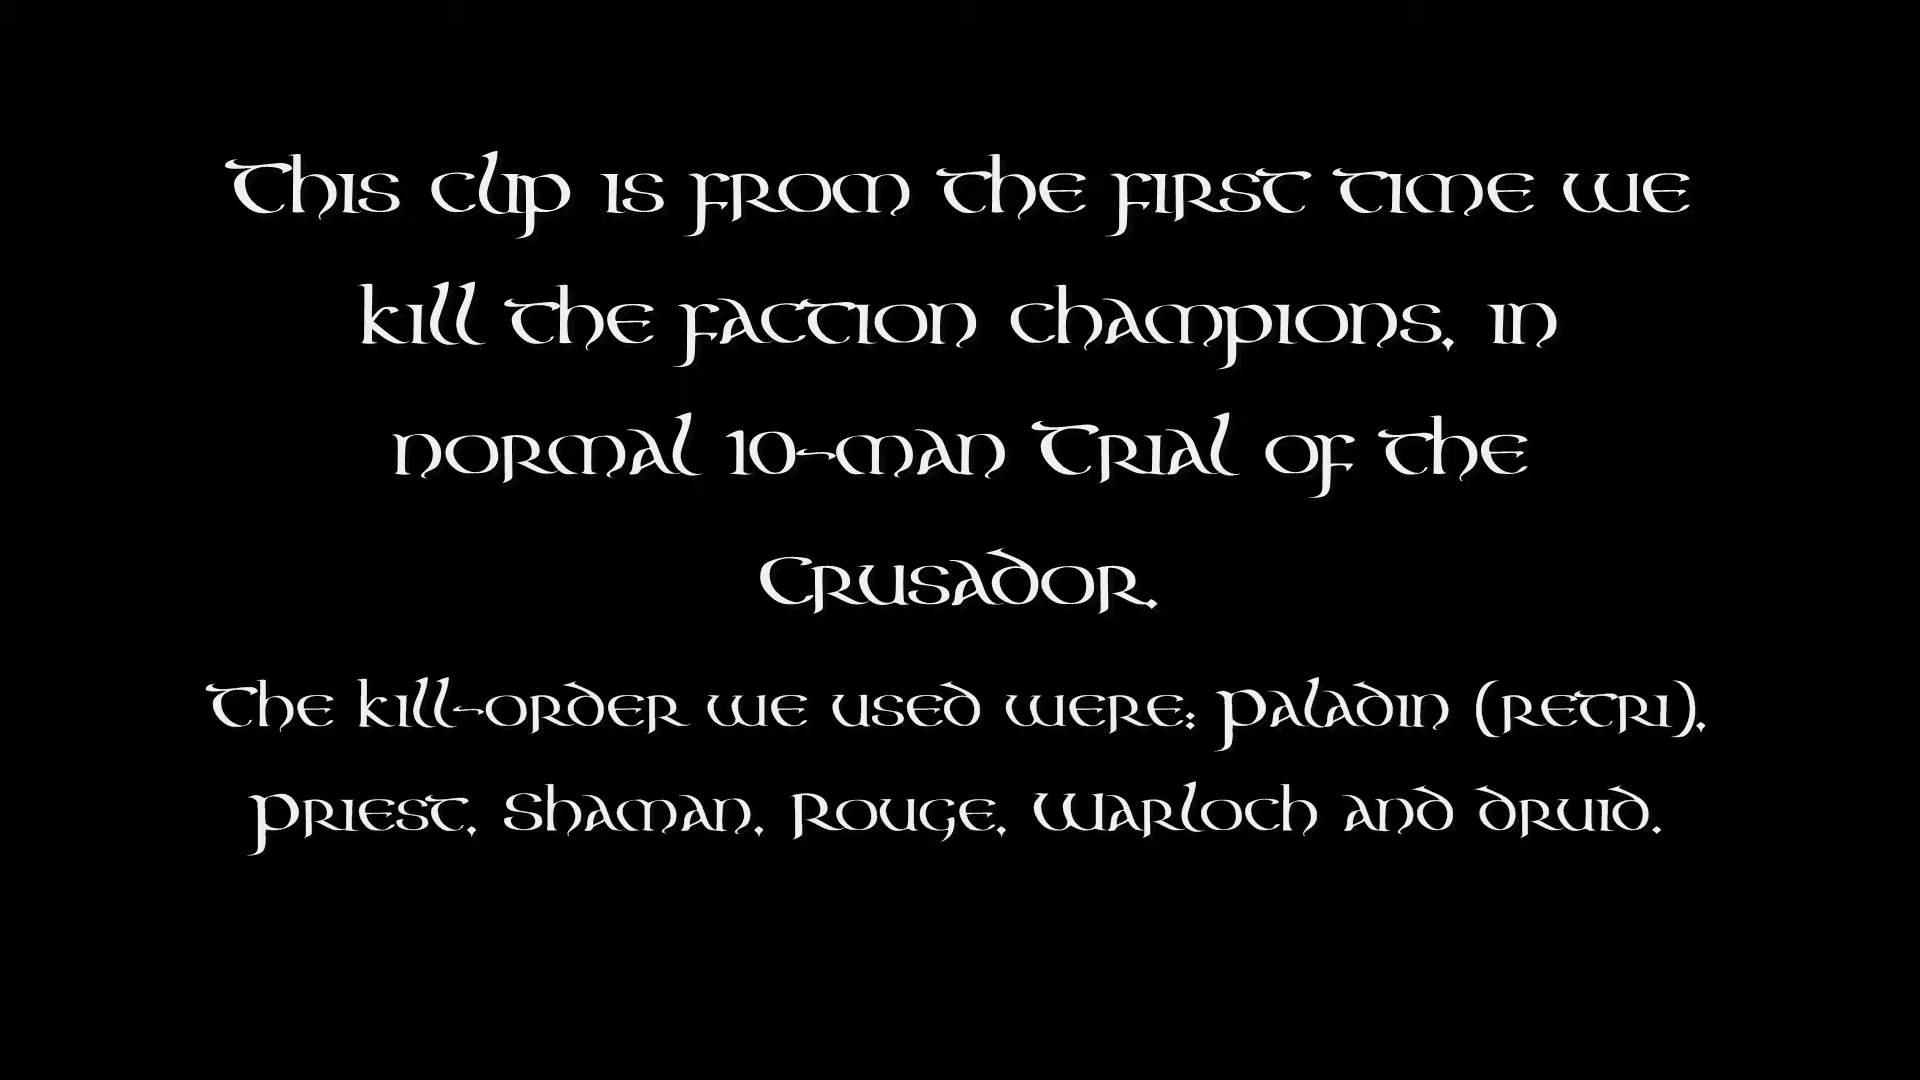 This clip is from the first time we
kill the faction champions, in
normal 10-man Trial of the
Crusador.
The kill-order we used were: Paladin (retri),
Priest, Shaman, Rouge, Warloch and druid.